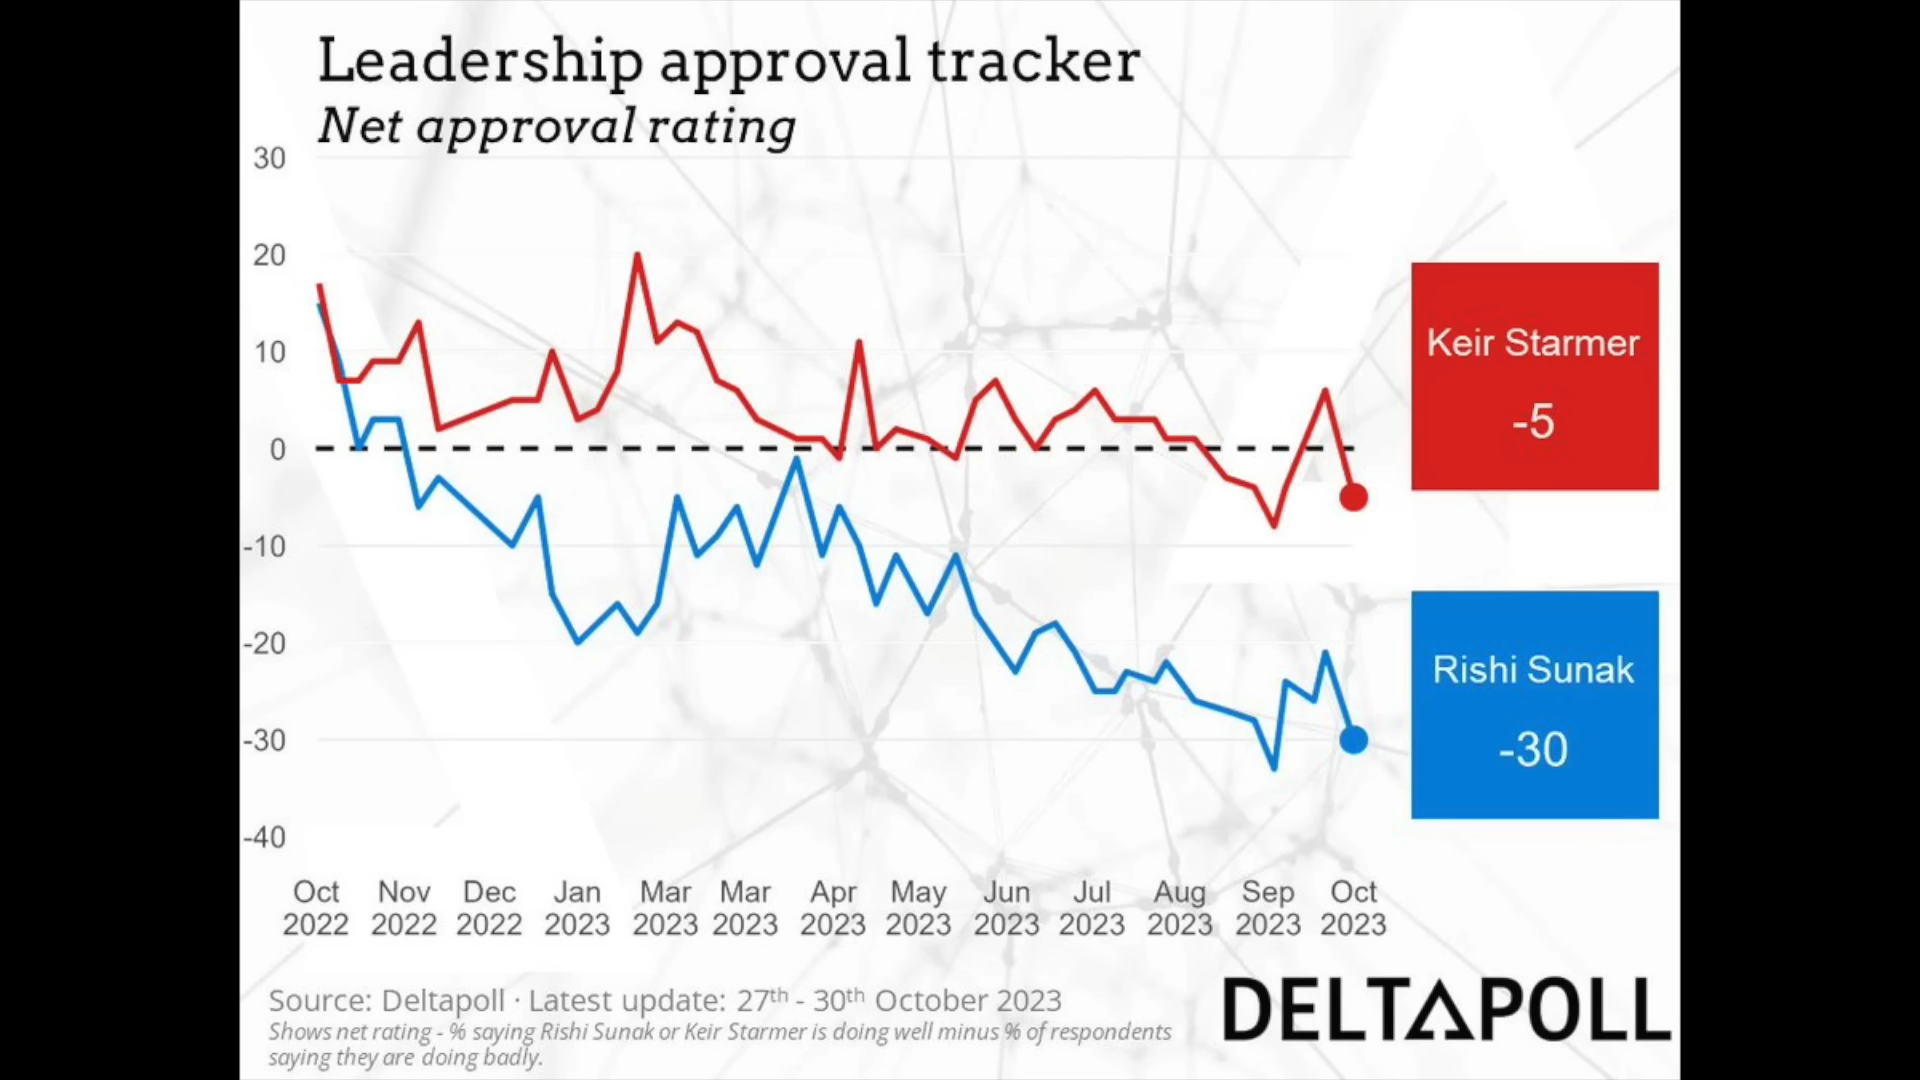 Leadership approval tracker
Net approval rating
30
20
10
0
-10
-20
-30
-40
Keir Starmer
-5
Rishi Sunak
-30
Oct Nov Dec Jan Mar Mar Apr May Jun Jul Aug Sep Oct
2022 2022 2022 2023 2023 2023 2023 2023 2023 2023 2023 2023 2023
Source: Deltapoll · Latest update: 27th - 30th October 2023
Shows net rating - % saying Rishi Sunak or Keir Starmer is doing well minus % of respondents
saying they are doing badly.
DELTAPOLL